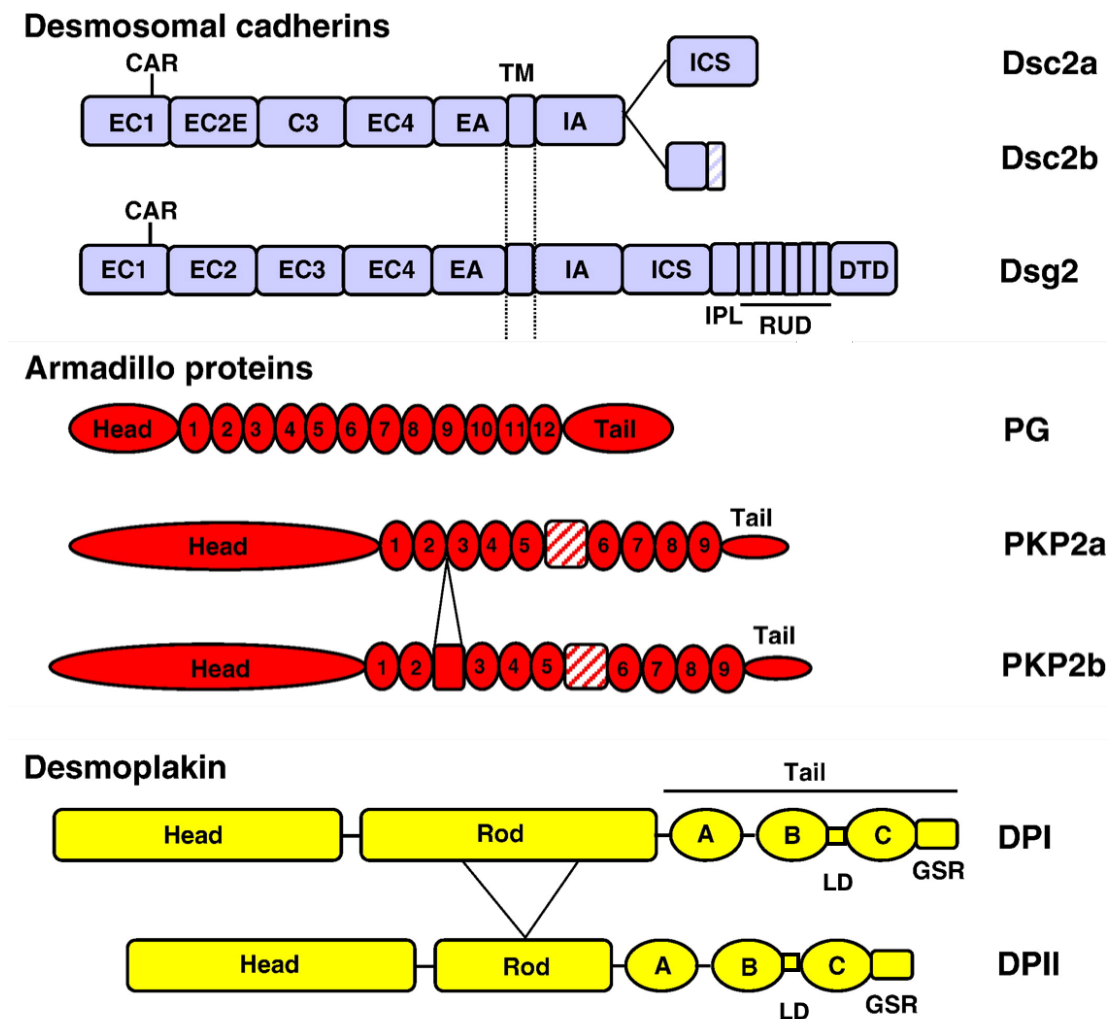 Desmosomal cadherins
CAR
TM
ICS
Dsc2a
EC1 EC2E C3 EC4 EA IA
Dsc2b
CAR
EC1 EC2 EC3 EC4 EA IA ICS DTD
Dsg2
IPL RUD
Armadillo proteins
Head 1 2 3 4 5 6 7 8 9 10 11 12 Tail
PG
Tail
Head 1 2 3 4 5 6 7 8 9
PKP2a
Tail
Head 1 2 3 4 5 6 7 8 9
PKP2b
Desmoplakin
Tail
Head Rod A B C
DPI
LD GSR
Head Rod A B C
DPII
LD GSR